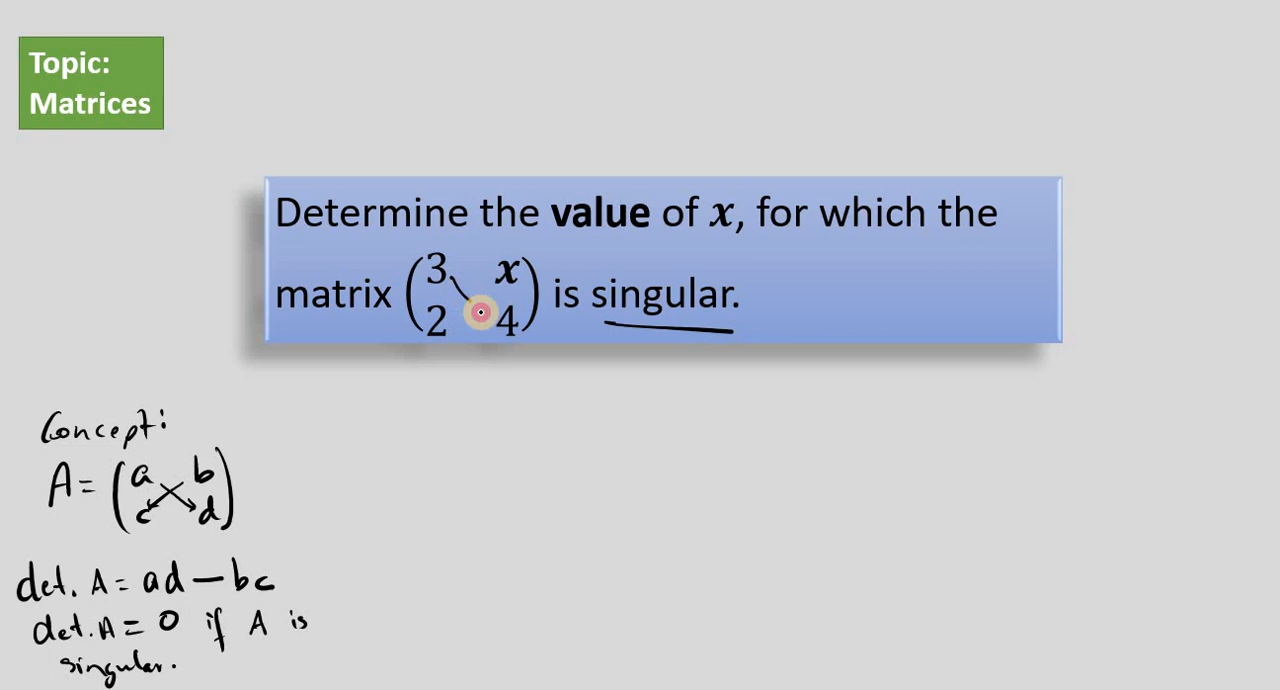 Topic:
Matrices
Determine the value of x, for which the
matrix (3 x
2 4) is singular.
Concept:
A = (a b
c d)
det. A = ad — bc
det. A = 0 if A is
singular.